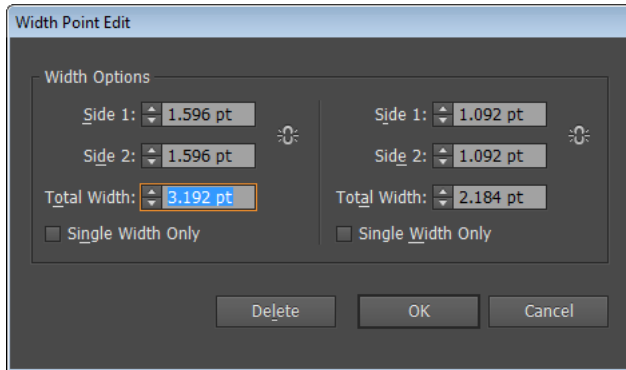 Width Point Edit
Width Options
Side 1: 1.596 pt
Side 2: 1.596 pt
Total Width: 3.192 pt
Single Width Only
Side 1: 1.092 pt
Side 2: 1.092 pt
Total Width: 2.184 pt
Single Width Only
Delete
OK
Cancel